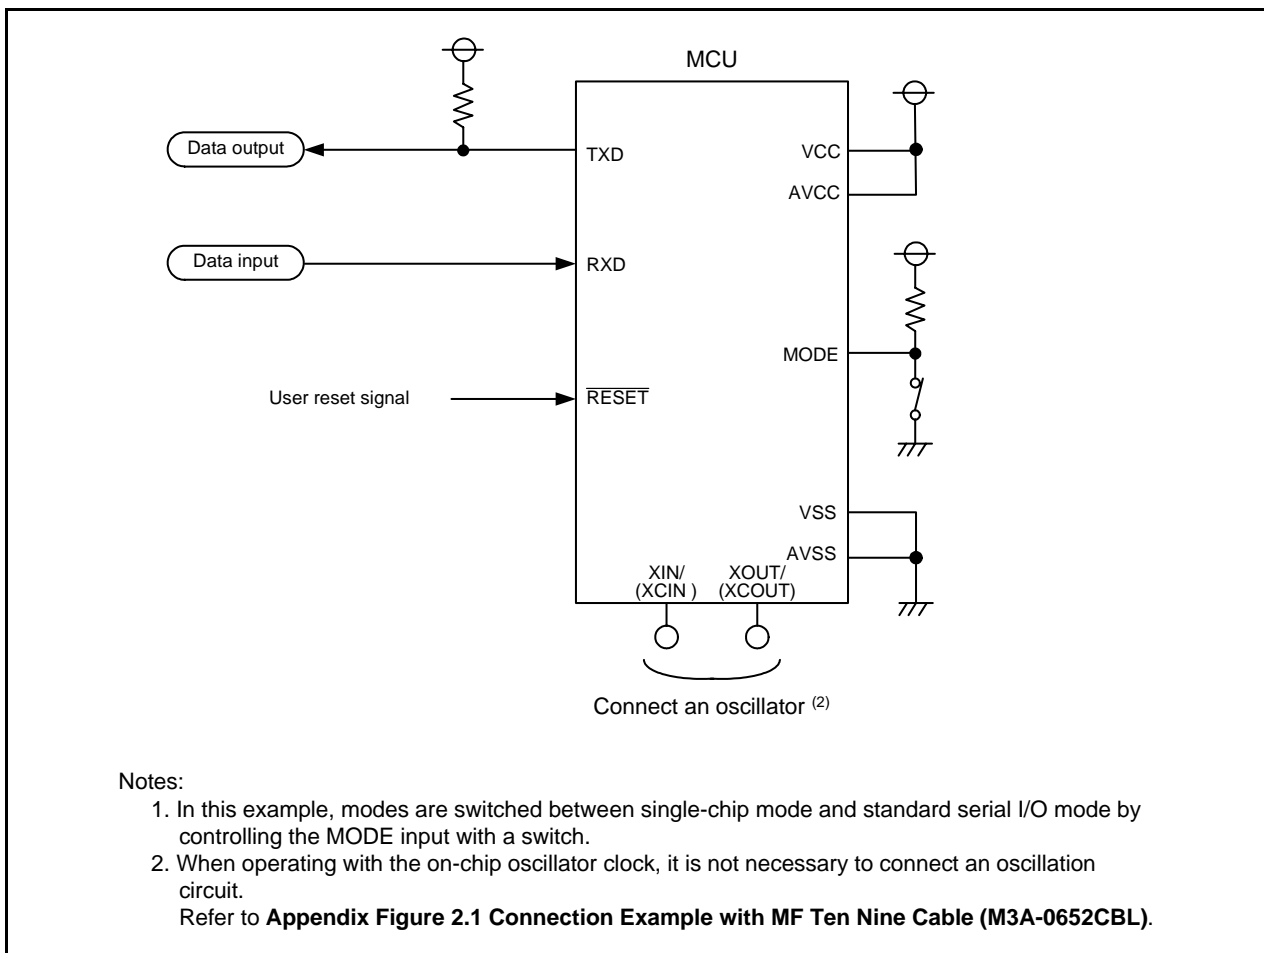 MCU
Data output
TXD
VCC
AVCC
Data input
RXD
MODE
User reset signal
RESET
VSS
AVSS
XIN/
(XCIN )
XOUT/
(XCOUT)
Connect an oscillator (2)
Notes:
1. In this example, modes are switched between single-chip mode and standard serial I/O mode by
controlling the MODE input with a switch.
2. When operating with the on-chip oscillator clock, it is not necessary to connect an oscillation
circuit.
Refer to Appendix Figure 2.1 Connection Example with MF Ten Nine Cable (M3A-0652CBL).